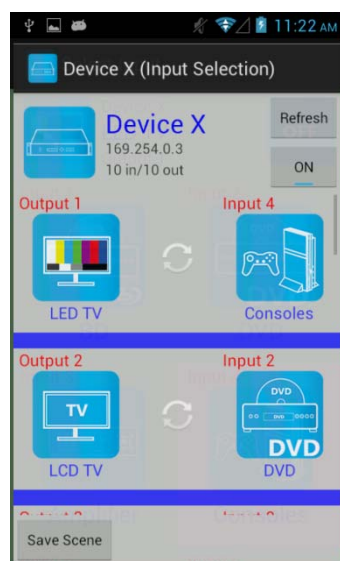 11:22 AM
Device X (Input Selection)
Device X
Refresh
169.254.0.3
10 in/10 out
ON
Output 1
Input 4
LED TV
Consoles
Output 2
Input 2
TV
DVD
DVD
LCD TV
DVD
Save Scene